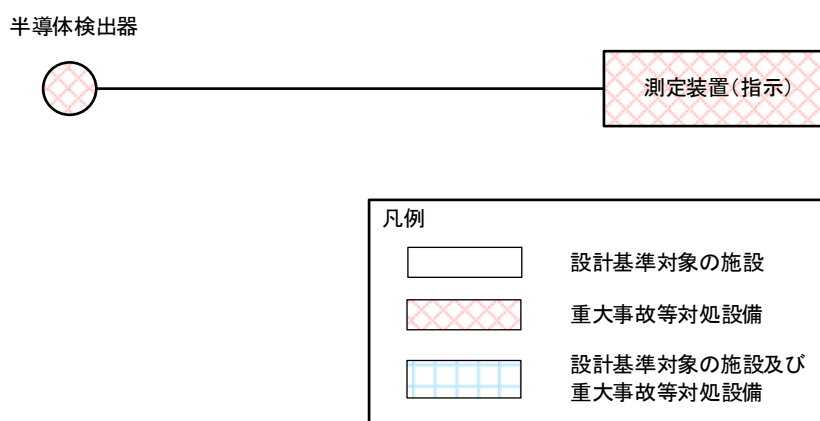 半導体検出器
測定装置(指示)
凡例
設計基準対象の施設
重大事故等対処設備
設計基準対象の施設及び
重大事故等対処設備